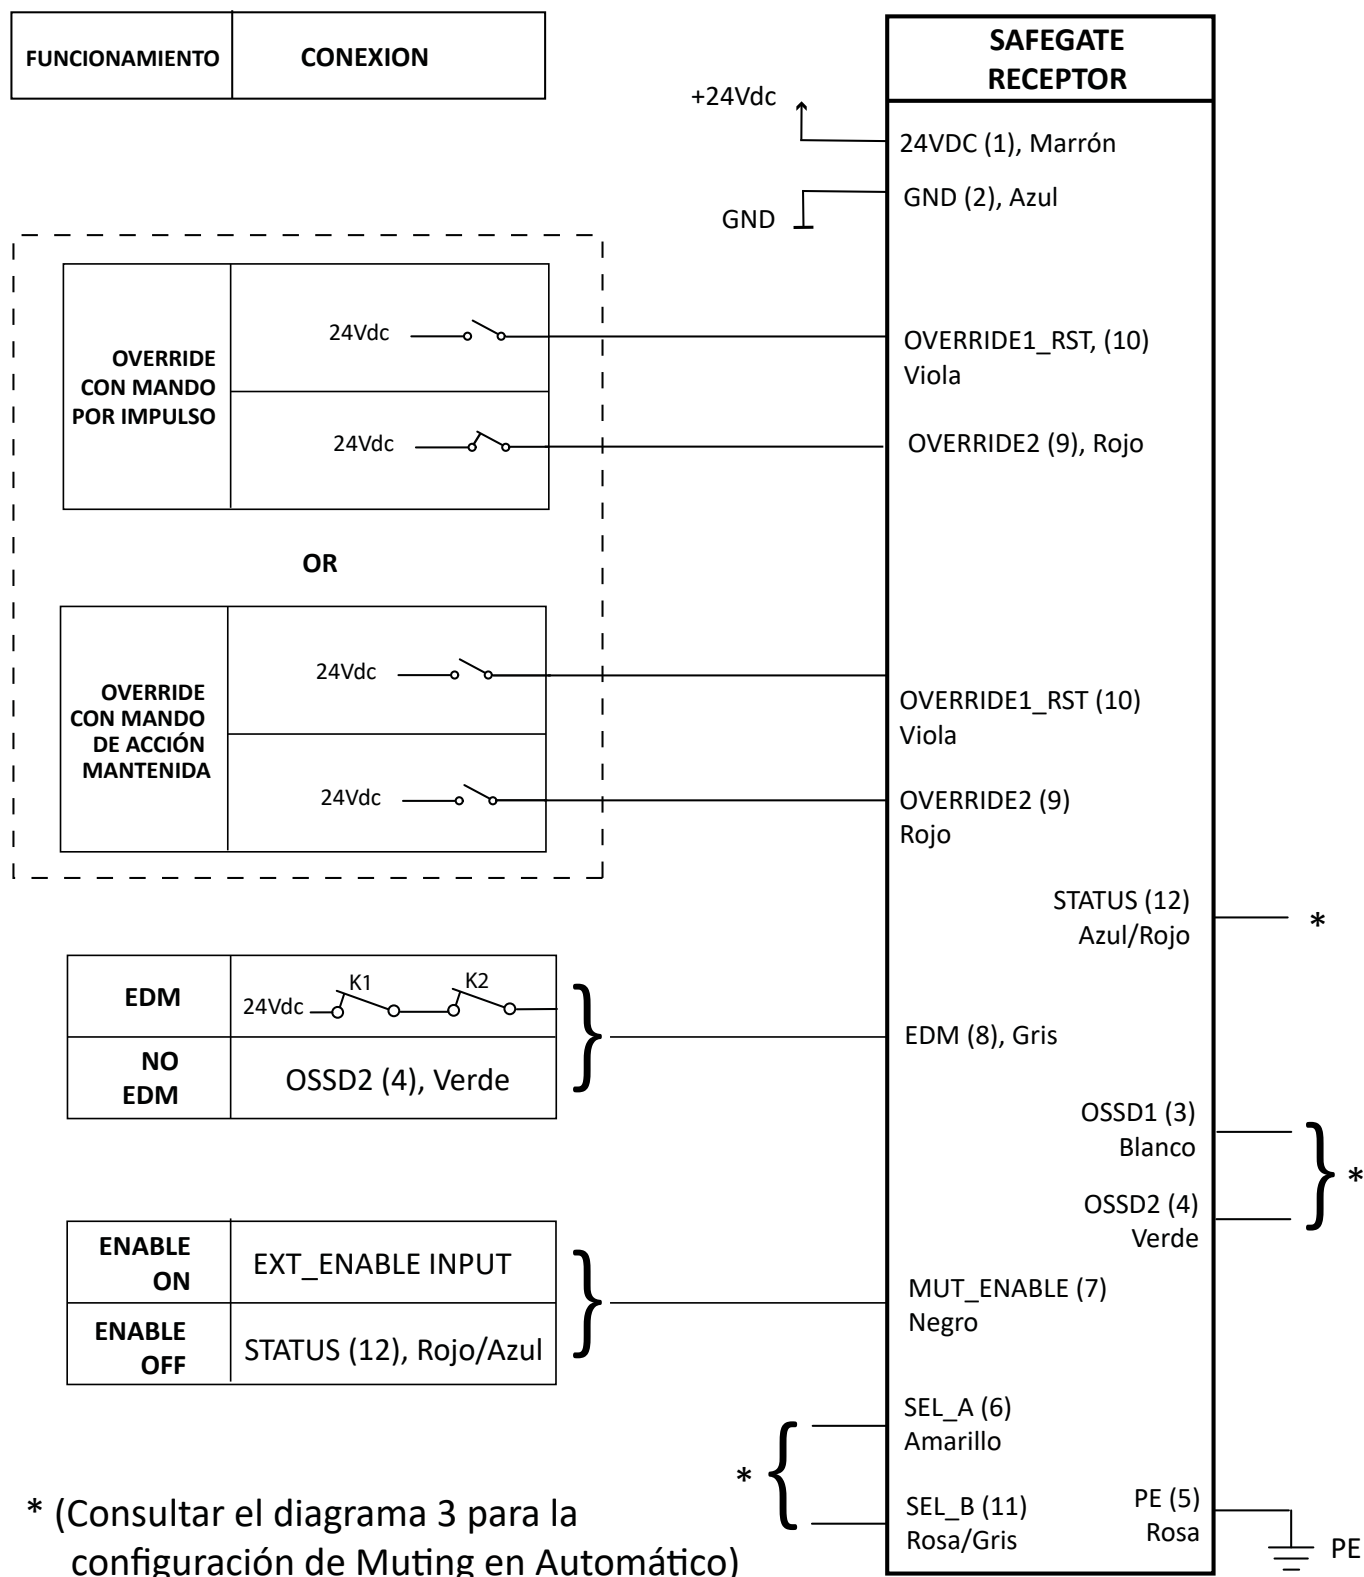 FUNCIONAMIENTO
CONEXION
SAFEGATE
RECEPTOR
+24Vdc
24VDC (1), Marrón
GND
GND (2), Azul
OVERRIDE
CON MANDO
POR IMPULSO
24Vdc
24Vdc
OVERRIDE1_RST, (10)
Viola
OVERRIDE2 (9), Rojo
OR
OVERRIDE
CON MANDO
DE ACCIÓN
MANTENIDA
24Vdc
24Vdc
OVERRIDE1_RST (10)
Viola
OVERRIDE2 (9)
Rojo
STATUS (12)
Azul/Rojo
*
EDM
24Vdc
K1
K2
NO
EDM
OSSD2 (4), Verde
EDM (8), Gris
OSSD1 (3)
Blanco
OSSD2 (4)
Verde
*
ENABLE
ON
EXT_ENABLE INPUT
ENABLE
OFF
STATUS (12), Rojo/Azul
MUT_ENABLE (7)
Negro
SEL_A (6)
Amarillo
*
SEL_B (11)
Rosa/Gris
PE (5)
Rosa
PE
* (Consultar el diagrama 3 para la
configuración de Muting en Automático)